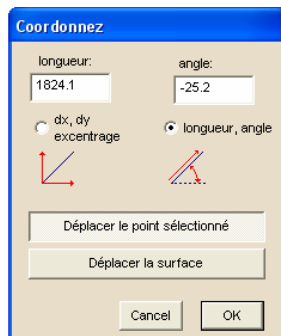 Coordonnez
longueur:
angle:
1824.1
-25.2
dx, dy
excentrage
longueur, angle
Déplacer le point sélectionné
Déplacer la surface
Cancel
OK